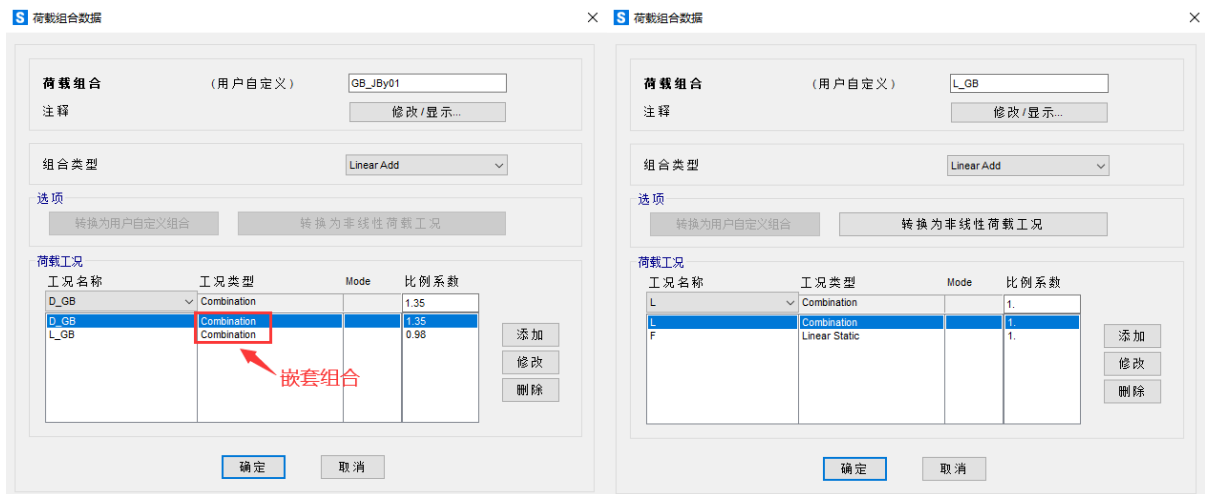 S 荷载组合数据
荷载组合 (用户自定义) GB_JBy01
注释 修改/显示...
组合类型 Linear Add
选项
转换为用户自定义组合 转换为非线性荷载工况
荷载工况
工况名称 工况类型 Mode 比例系数
D_GB Combination 1.35
D_GB Combination 1.35
L_GB Combination 0.98
嵌套组合
添加
修改
删除
确定 取消
S 荷载组合数据
荷载组合 (用户自定义) L_GB
注释 修改/显示...
组合类型 Linear Add
选项
转换为用户自定义组合 转换为非线性荷载工况
荷载工况
工况名称 工况类型 Mode 比例系数
L Combination 1.
L Combination 1.
F Linear Static 1.
添加
修改
删除
确定 取消